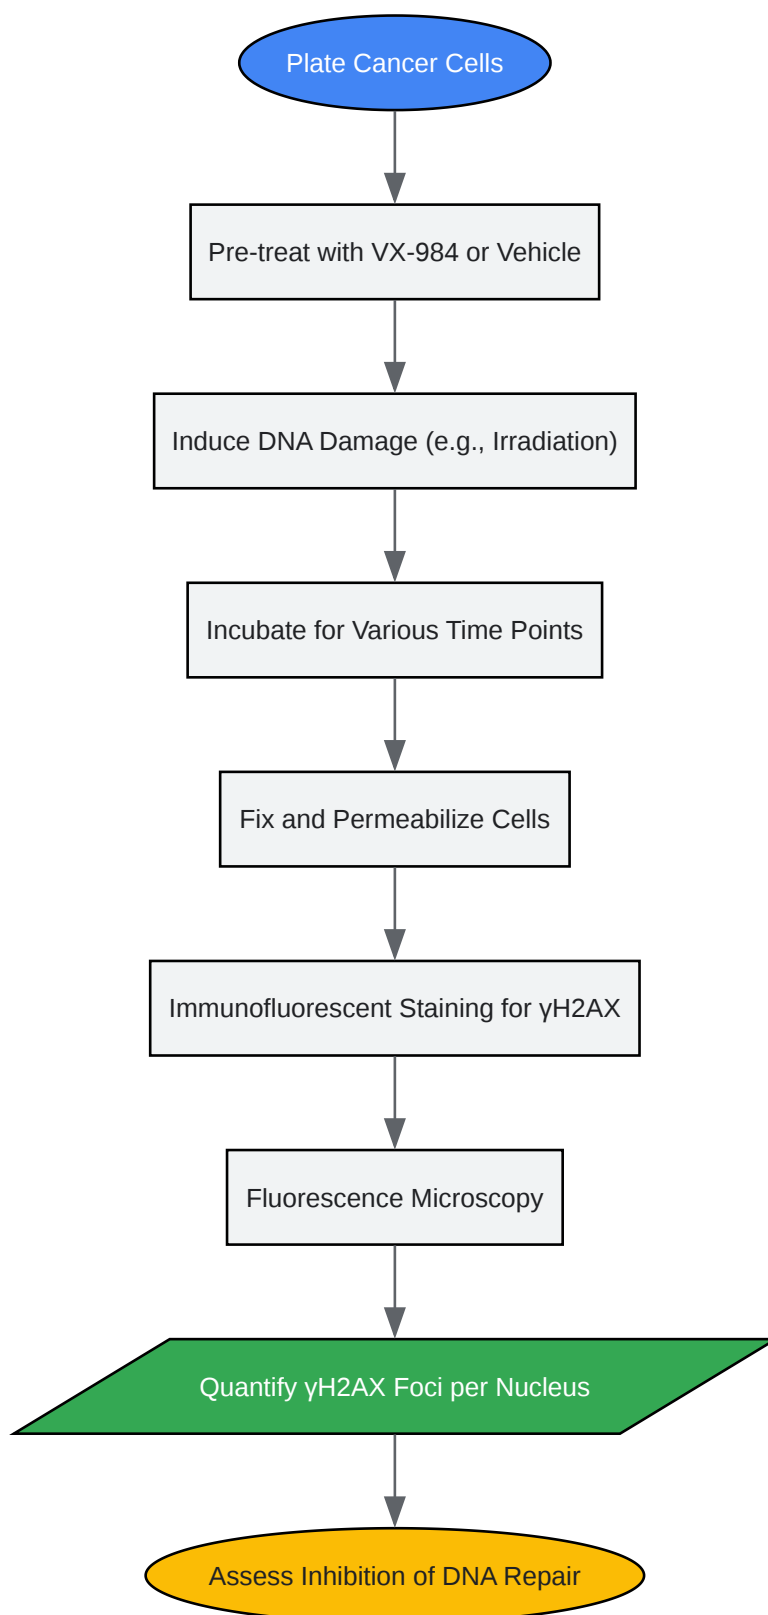 Plate Cancer Cells
Pre-treat with VX-984 or Vehicle
Induce DNA Damage (e.g., Irradiation)
Incubate for Various Time Points
Fix and Permeabilize Cells
Immunofluorescent Staining for γH2AX
Fluorescence Microscopy
Quantify γH2AX Foci per Nucleus
Assess Inhibition of DNA Repair